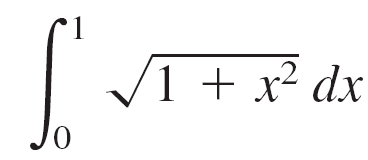 ∫₀¹ √(1 + x²) dx